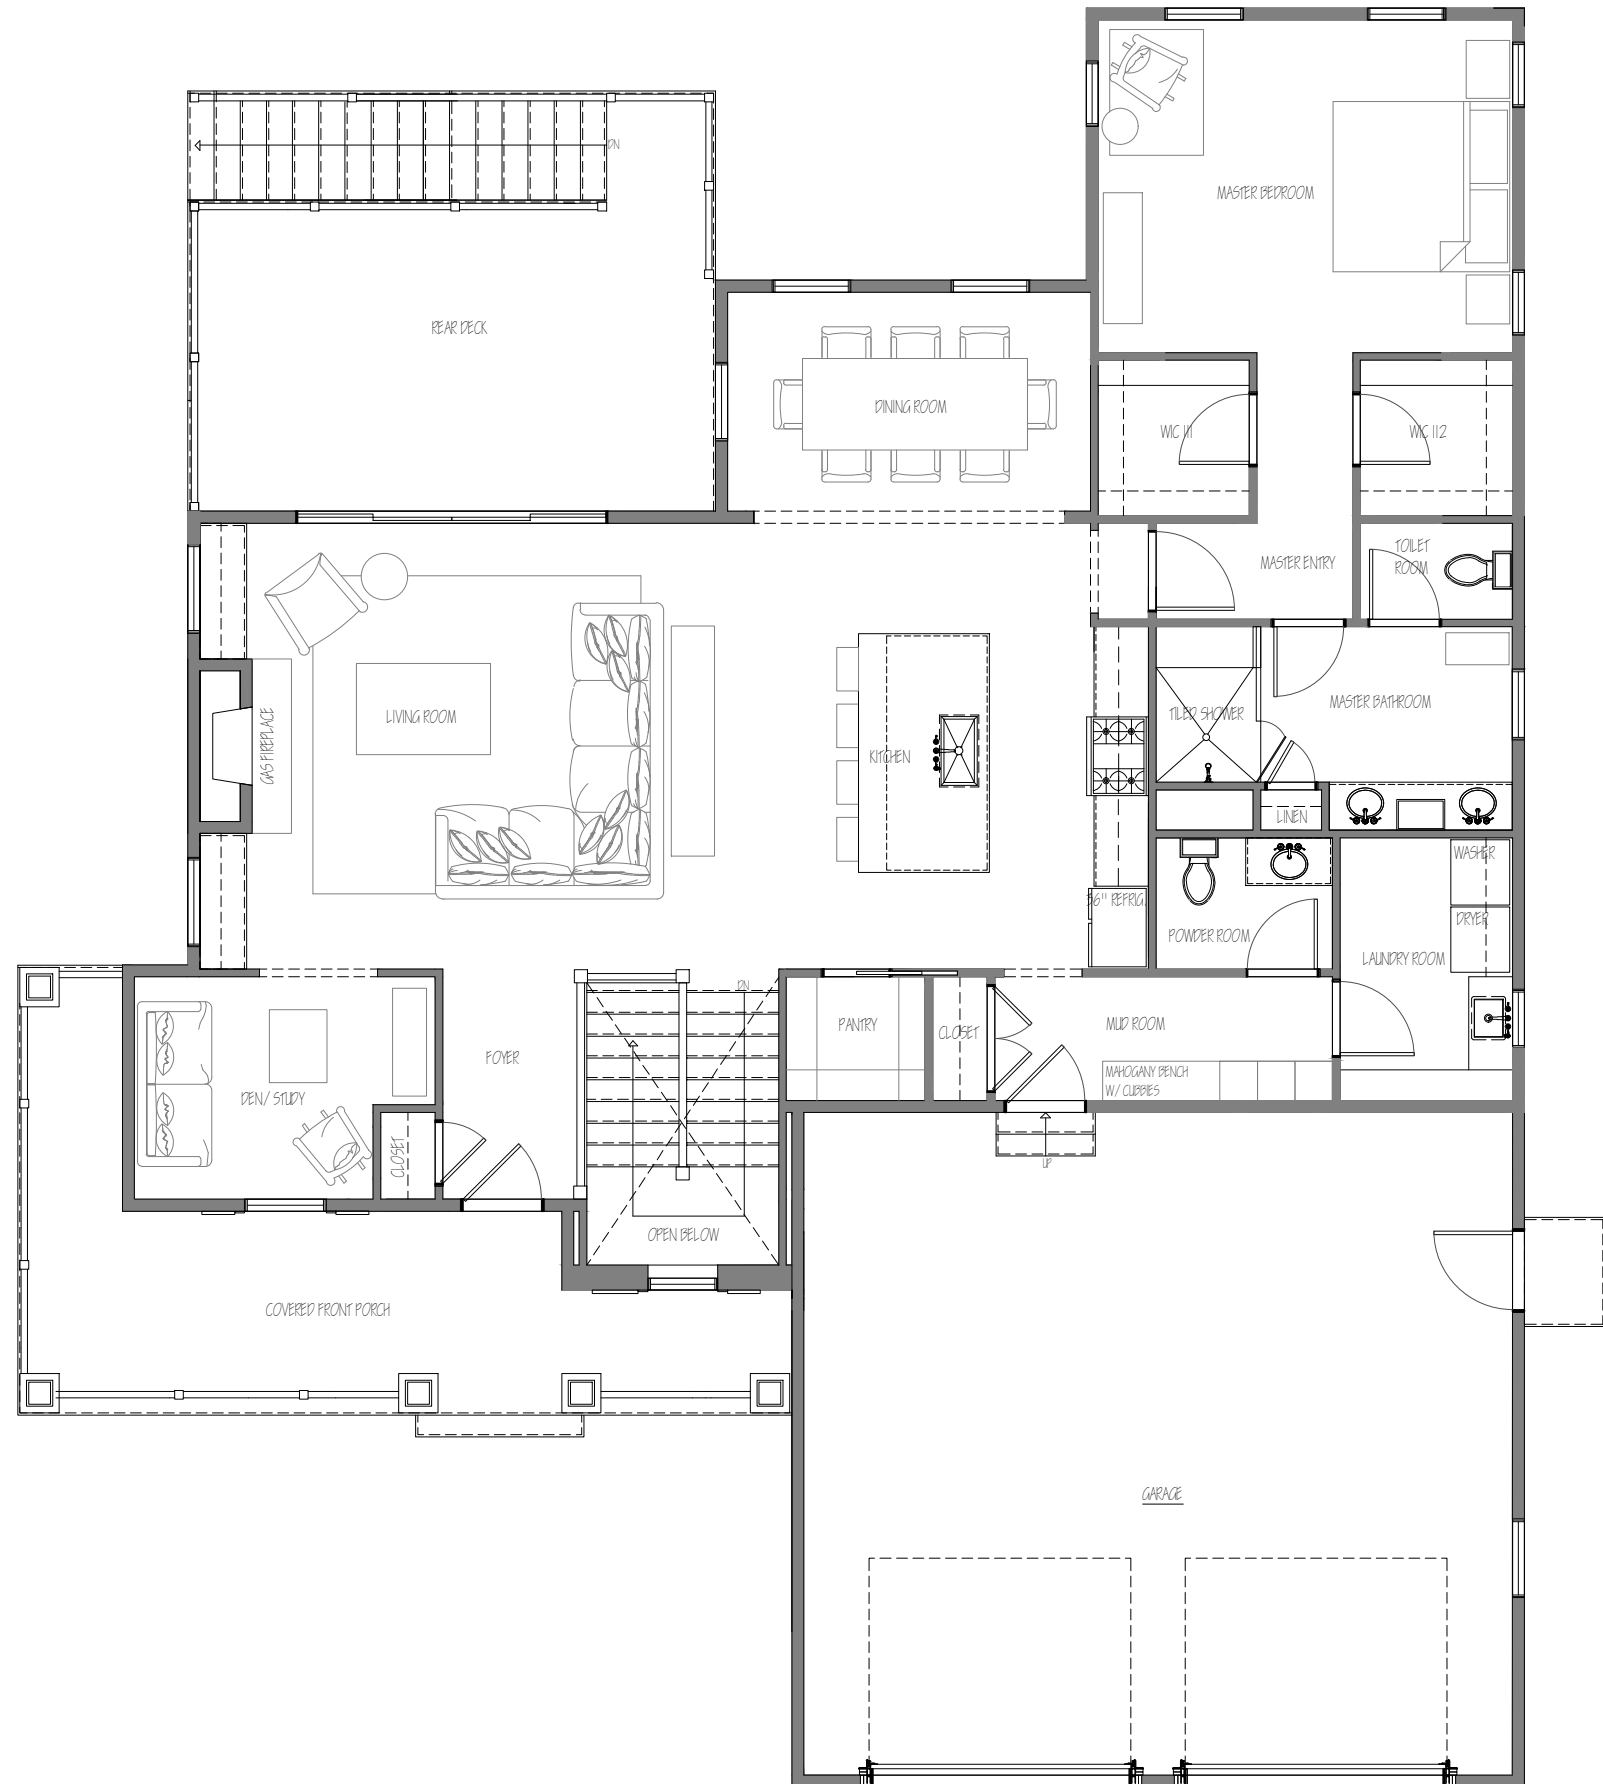 DN
MASTER BEDROOM
REAR DECK
DINING ROOM
WIC 111
WIC 112
MASTER ENTRY
TOILET
ROOM
LIVING ROOM
GAS FIREPLACE
KITCHEN
TILED SHOWER
MASTER BATHROOM
LINEN
WASHER
36" REFRIG.
DRYER
POWDER ROOM
LAUNDRY ROOM
DN
PANTRY
CLOSET
MUD ROOM
FOYER
MAHOGANY BENCH
W/ CUBBIES
DEN/ STUDY
CLOSET
UP
OPEN BELOW
COVERED FRONT PORCH
GARAGE